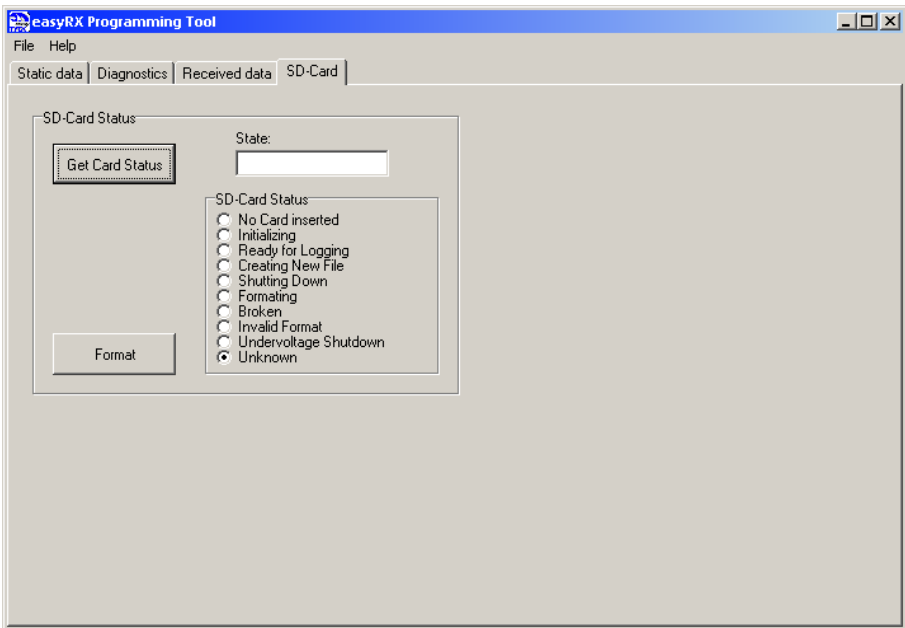 easyRX Programming Tool
File Help
Static data Diagnostics Received data SD-Card
SD-Card Status
State:
Get Card Status
SD-Card Status
No Card inserted
Initializing
Ready for Logging
Creating New File
Shutting Down
Formating
Broken
Invalid Format
Undervoltage Shutdown
Format
Unknown